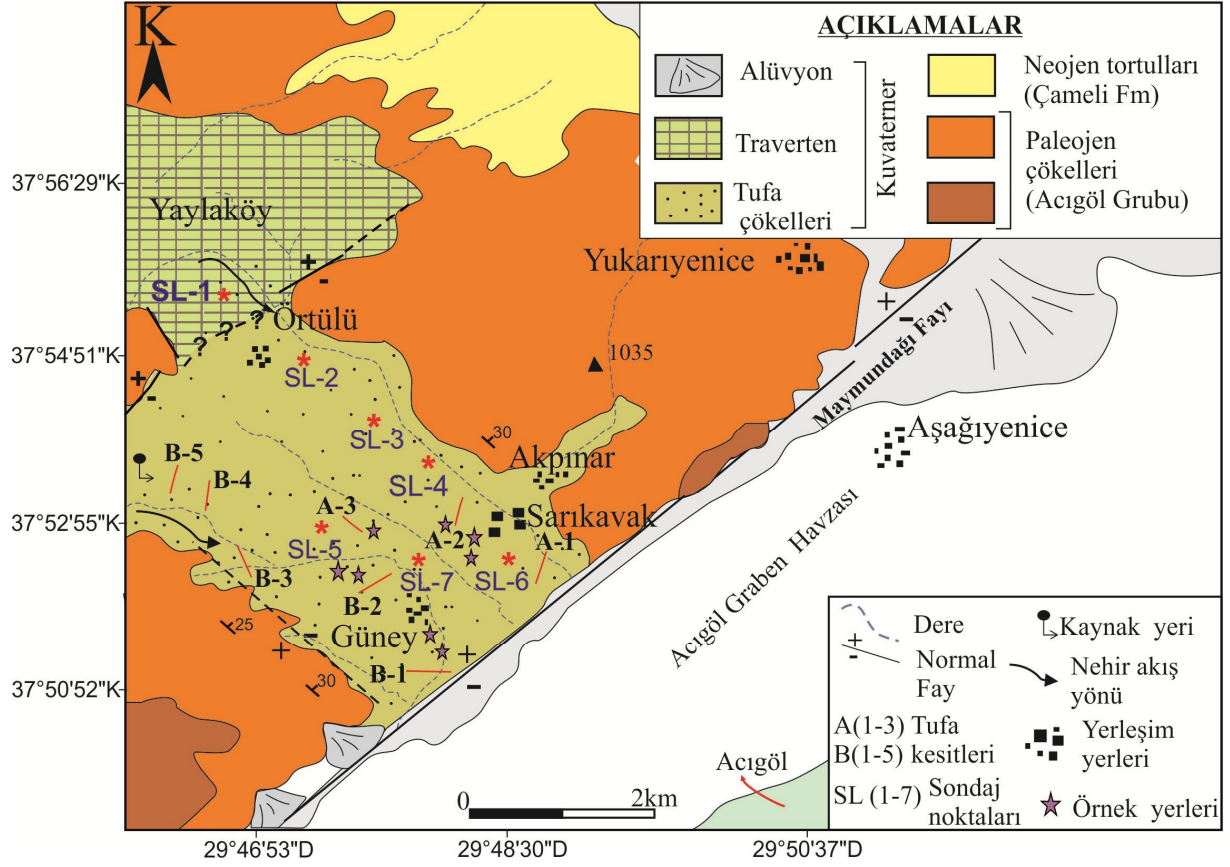 K
AÇIKLAMALAR
Alüvyon
Traverten
Tufa
çökelleri
Kuvaterner
Neojen tortulları
(Çameli Fm)
Paleojen
çökelleri
(Acıgöl Grubu)
37°56'29"K
37°54'51"K
37°52'55"K
37°50'52"K
Yaylaköy
Yukarıyenice
+
-
SL-1
? ? ?
Örtülü
SL-2
1035
+
-
Maymundağı Fayı
+
-
SL-3
Aşağıyenice
30
Akpınar
B-5
B-4
SL-4
A-3
A-2
Sarıkavak
A-1
SL-5
SL-7
SL-6
B-3
B-2
Acıgöl Graben Havzası
25
Güney
-
+
+
-
B-1
30
Acıgöl
0
2km
Dere
+
-
Normal
Fay
A(1-3) Tufa
B(1-5) kesitleri
SL (1-7) Sondaj
noktaları
Kaynak yeri
Nehir akış
yönü
Yerleşim
yerleri
Örnek yerleri
29°46'53"D
29°48'30"D
29°50'37"D